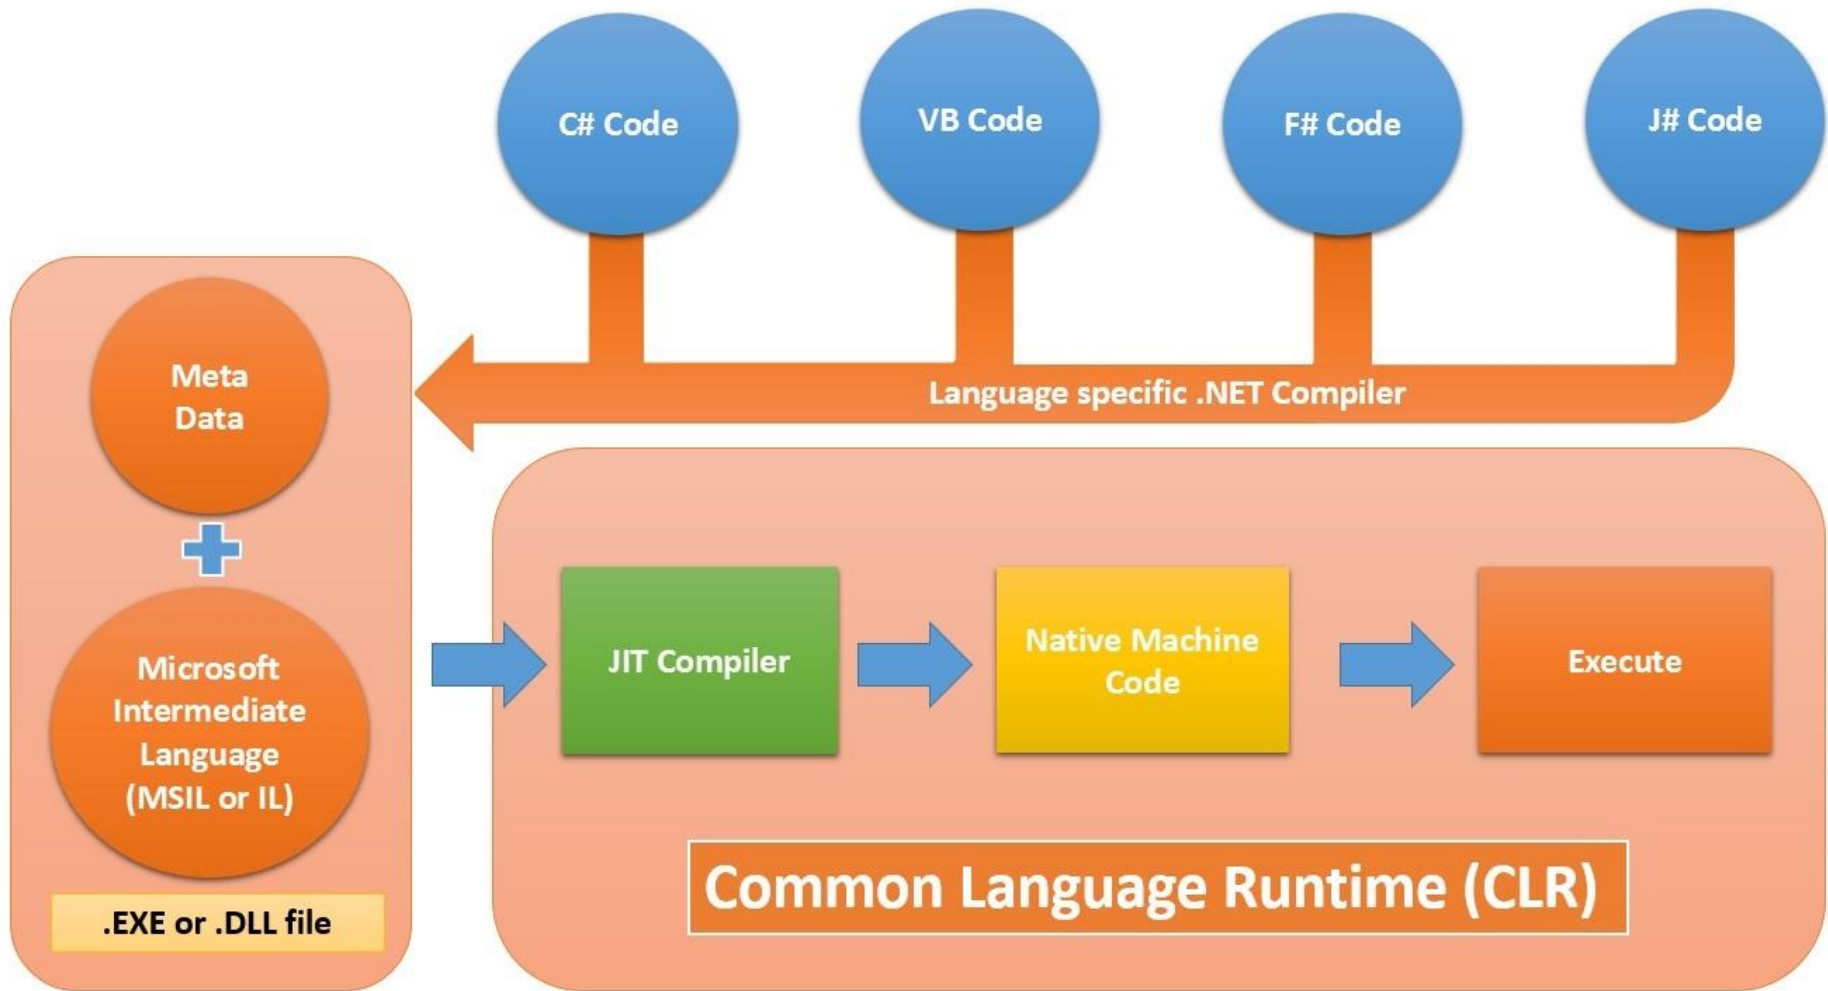 C# Code
VB Code
F# Code
J# Code
Language specific .NET Compiler
Meta
Data
Microsoft
Intermediate
Language
(MSIL or IL)
.EXE or .DLL file
JIT Compiler
Native Machine
Code
Execute
Common Language Runtime (CLR)